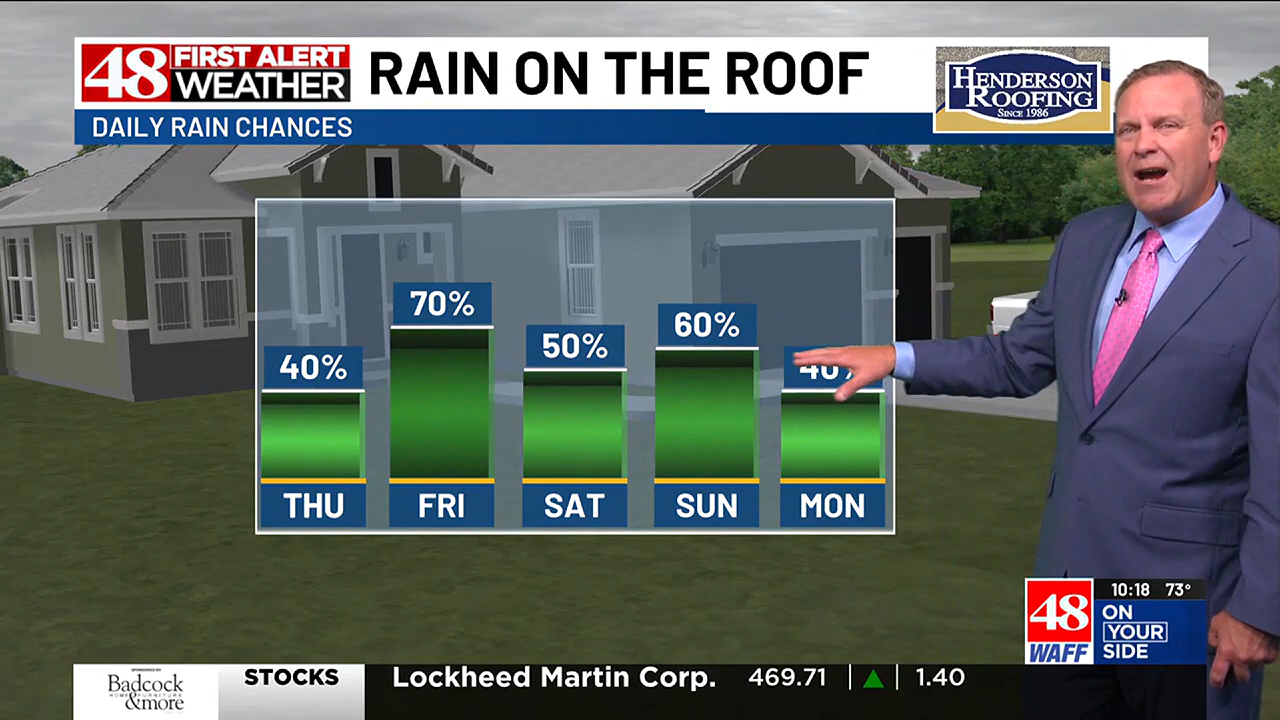 48 FIRST ALERT WEATHER
RAIN ON THE ROOF
DAILY RAIN CHANCES
HENDERSON
ROOFING
SINCE 1986
40%
70%
50%
60%
THU
FRI
SAT
SUN
MON
10:18 73°
48
WAFF
ON
YOUR
SIDE
SPONSORED BY
Badcock
HOME FURNITURE
&more
STOCKS
Lockheed Martin Corp. 469.71 1.40